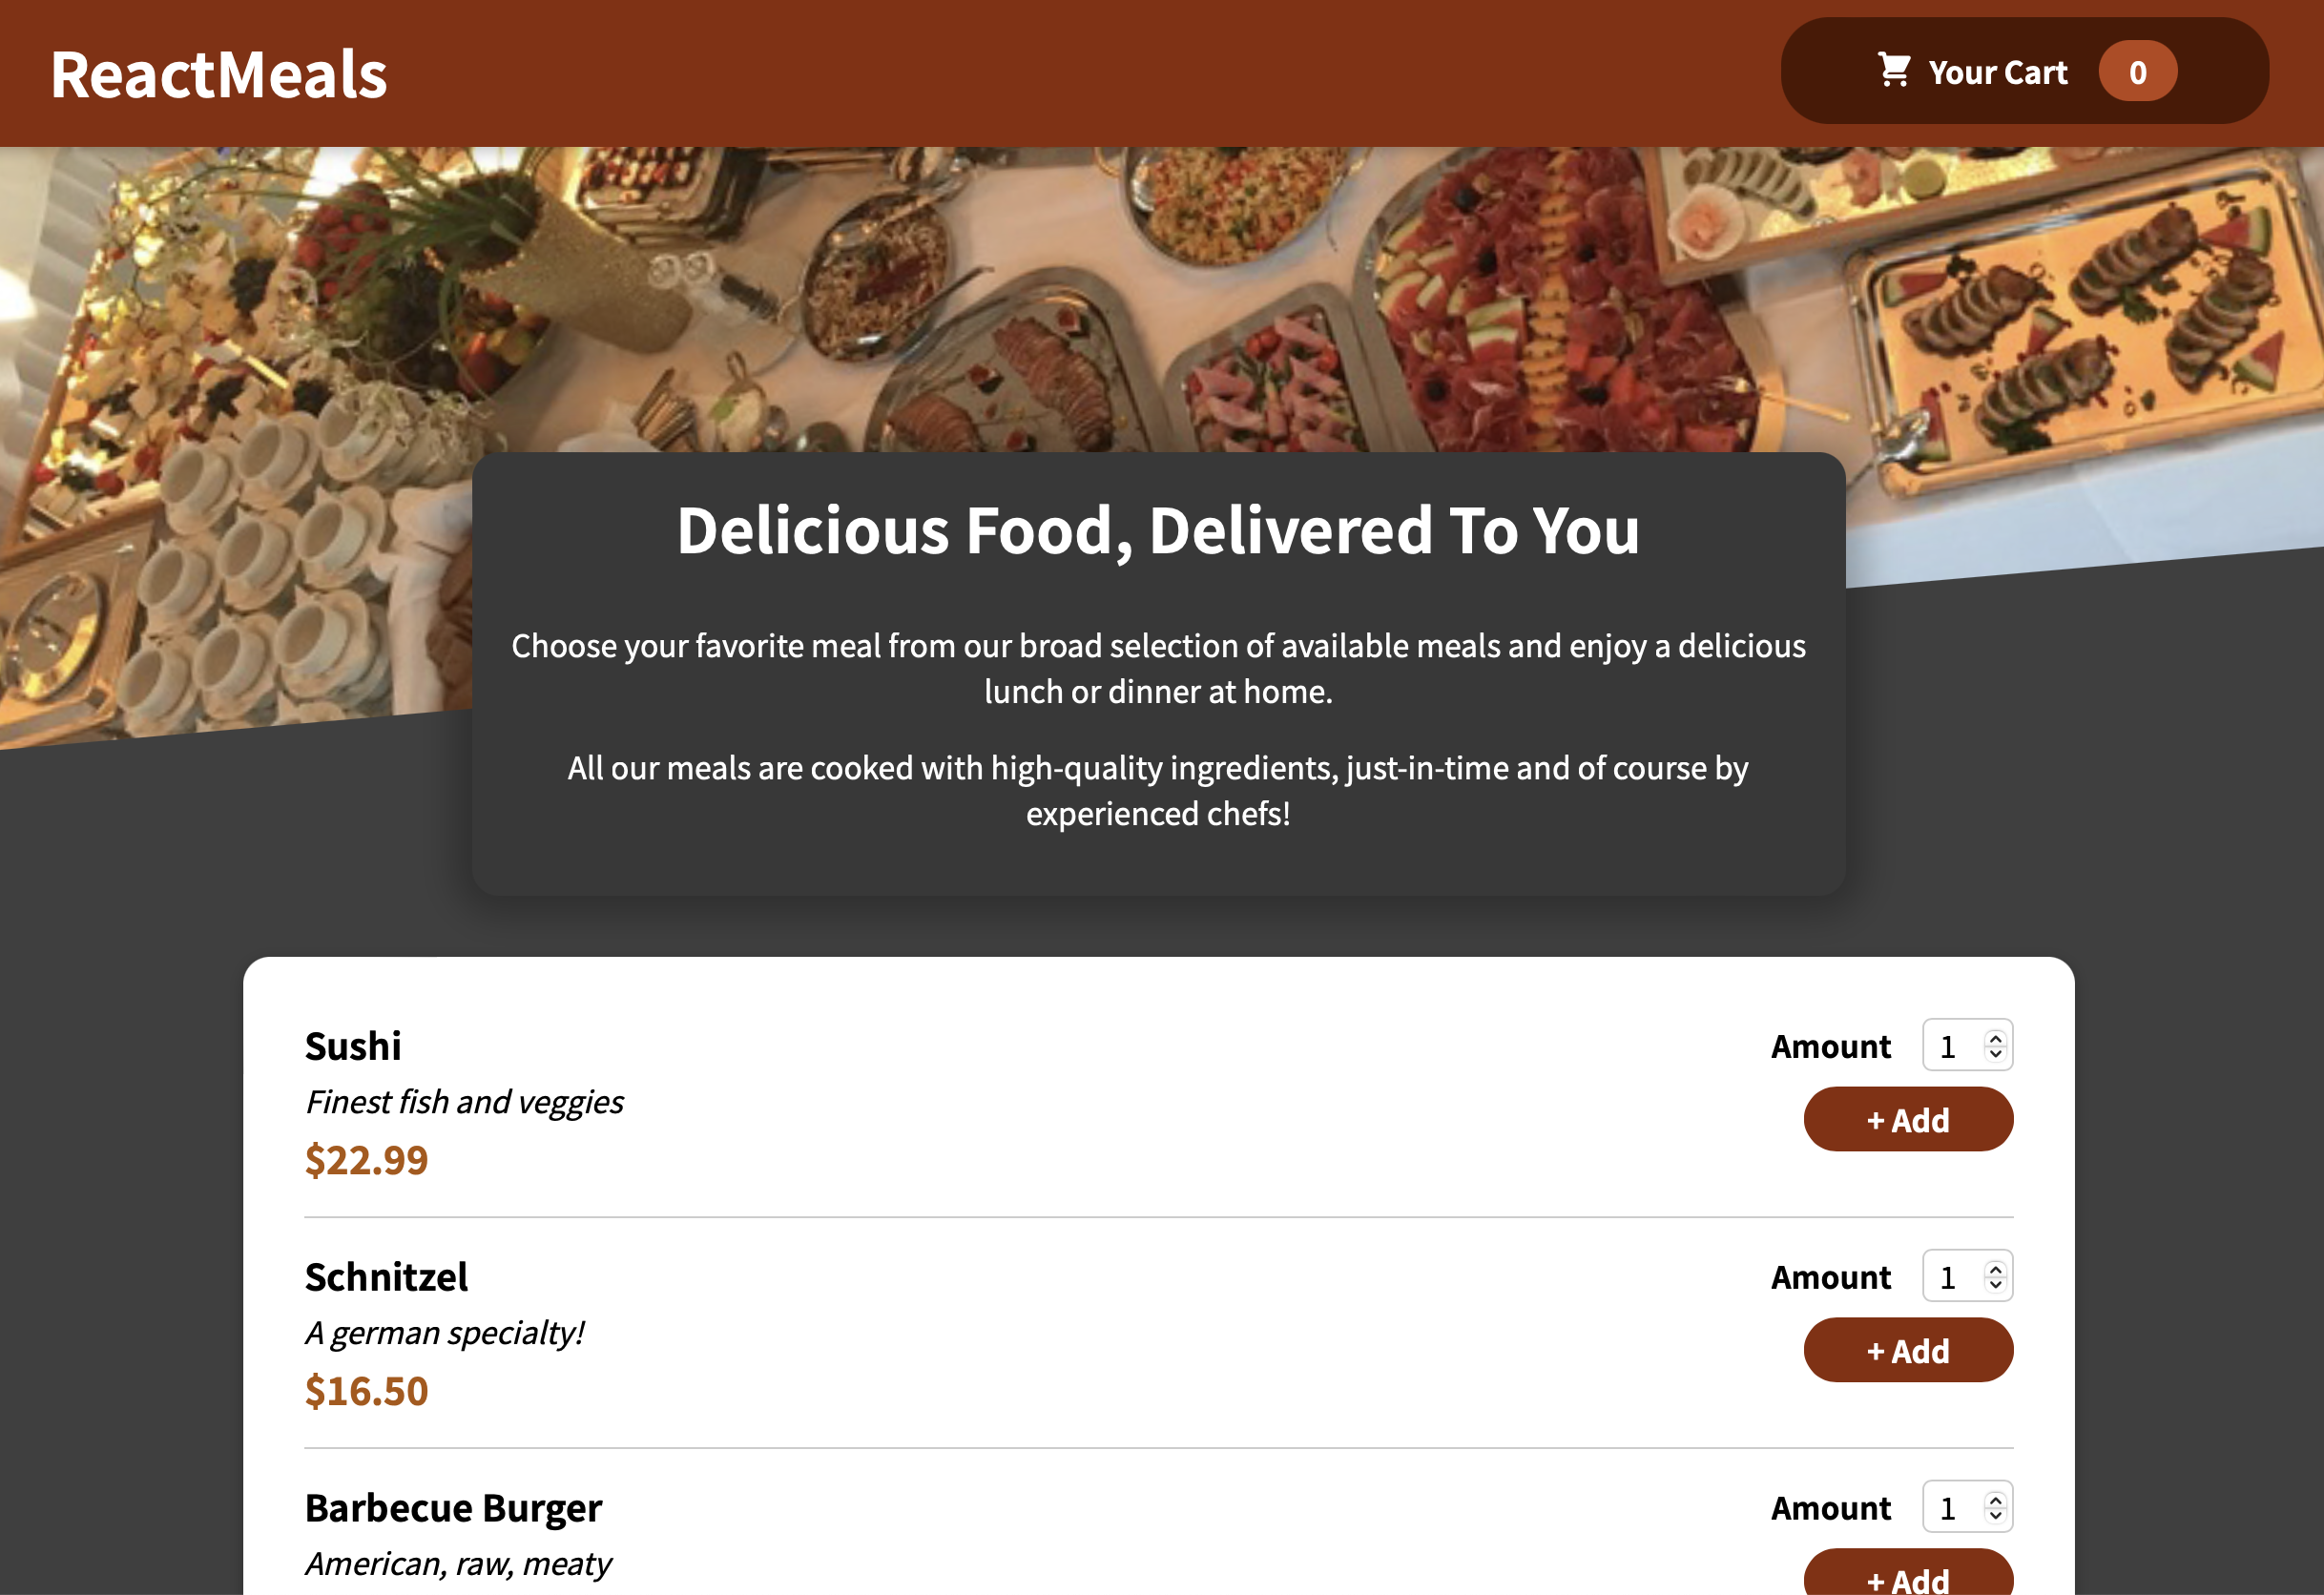 ReactMeals
Your Cart 0
Delicious Food, Delivered To You
Choose your favorite meal from our broad selection of available meals and enjoy a delicious
lunch or dinner at home.
All our meals are cooked with high-quality ingredients, just-in-time and of course by
experienced chefs!
Sushi
Finest fish and veggies
$22.99
Amount 1
+ Add
Schnitzel
A german specialty!
$16.50
Amount 1
+ Add
Barbecue Burger
American, raw, meaty
Amount 1
+ Add